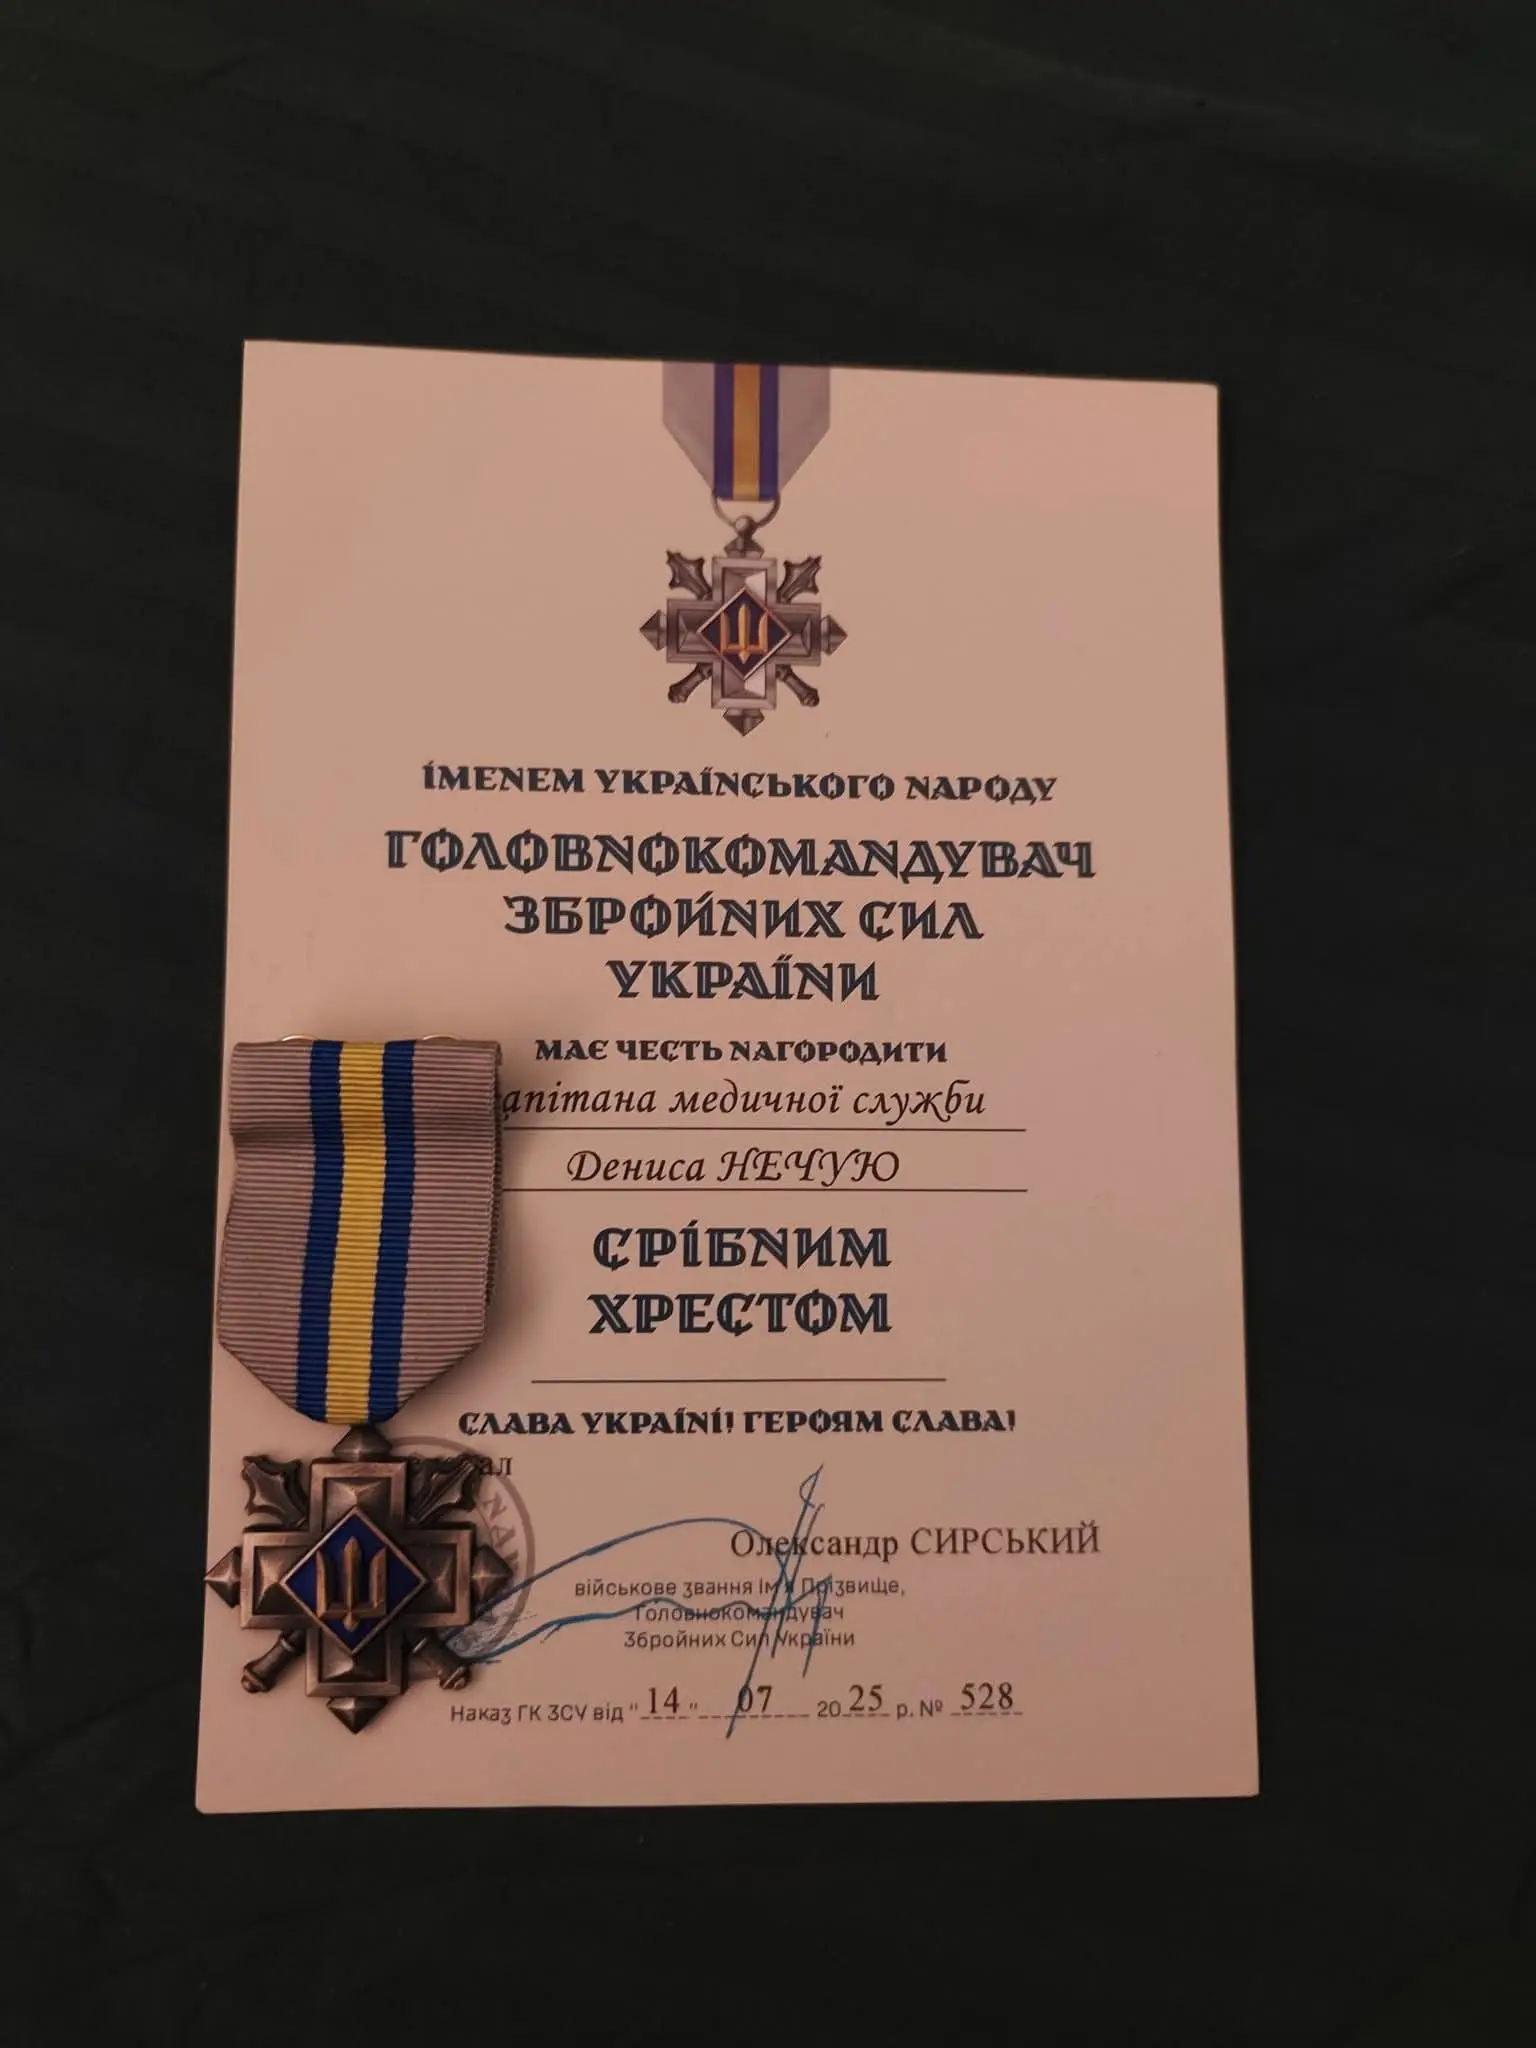 ІМЕНЕМ УКРАЇНСЬКОГО НАРОДУ
ГОЛОВНОКОМАНДУВАЧ
ЗБРОЙНИХ СИЛ
УКРАЇНИ
МАЄ ЧЕСТЬ НАГОРОДИТИ
апітана медичної служби
Дениса НЕЧУЮ
СРІБНИМ
ХРЕСТОМ
СЛАВА УКРАЇНІ! ГЕРОЯМ СЛАВА!
Олександр СИРСЬКИЙ
військове звання Ім'я Прізвище,
Головнокомандувач
Збройних Сил України
Наказ ГК ЗСУ від "14" 07 2025 р. № 528